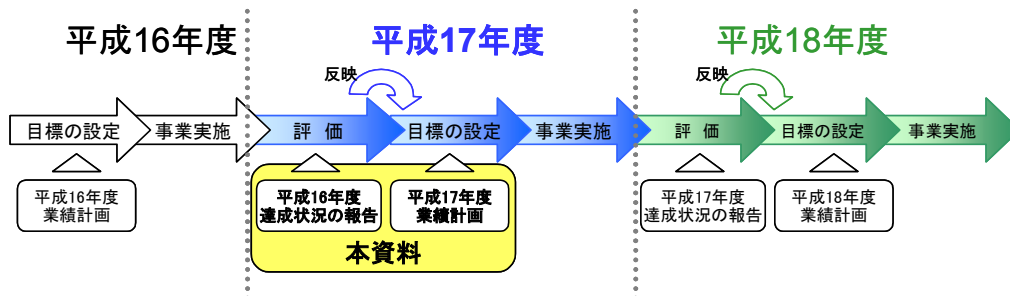 平成16年度
平成17年度
平成18年度
反映
反映
目標の設定
事業実施
評 価
目標の設定
事業実施
評 価
目標の設定
事業実施
平成16年度
業績計画
平成16年度
達成状況の報告
平成17年度
業績計画
平成17年度
達成状況の報告
平成18年度
業績計画
本資料